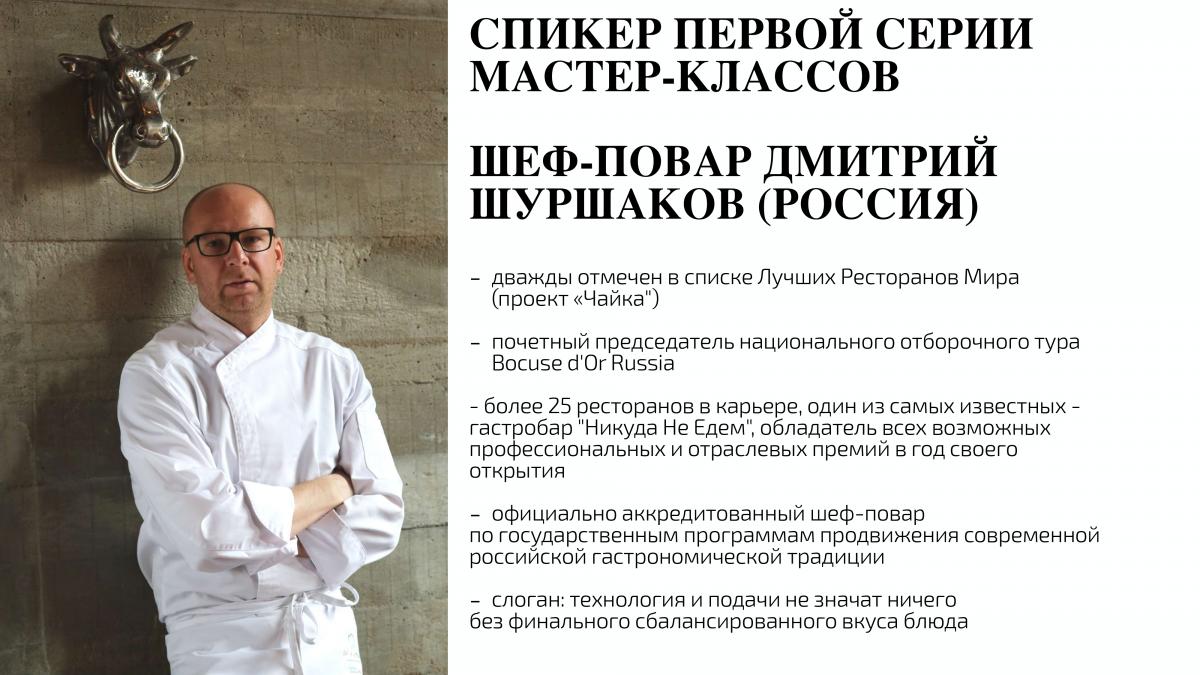 СПИКЕР ПЕРВОЙ СЕРИИ
МАСТЕР-КЛАССОВ
ШЕФ-ПОВАР ДМИТРИЙ
ШУРШАКОВ (РОССИЯ)
– дважды отмечен в списке Лучших Ресторанов Мира
(проект «Чайка")
– почетный председатель национального отборочного тура
Bocuse d'Or Russia
- более 25 ресторанов в карьере, один из самых известных -
гастробар "Никуда Не Едем", обладатель всех возможных
профессиональных и отраслевых премий в год своего
открытия
– официально аккредитованный шеф-повар
по государственным программам продвижения современной
российской гастрономической традиции
– слоган: технология и подачи не значат ничего
без финального сбалансированного вкуса блюда